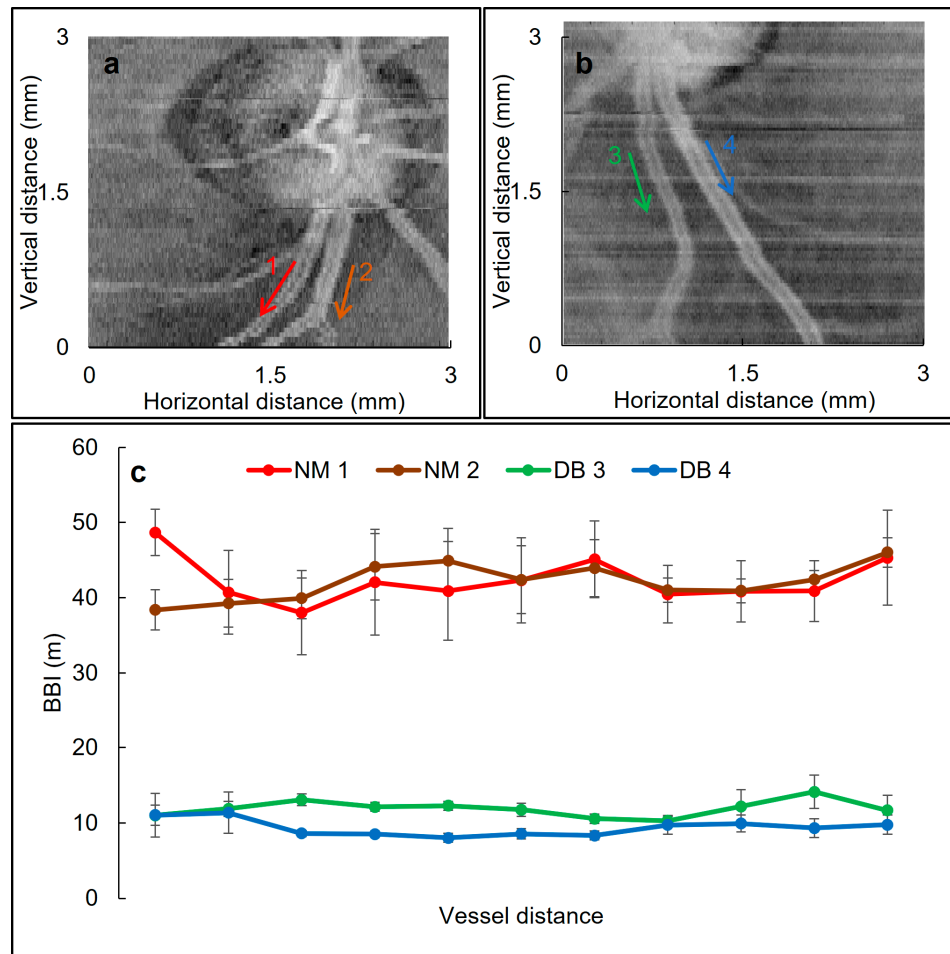 a
3
1.5
0
Vertical distance (mm)
1
2
0
1.5
3
Horizontal distance (mm)
b
3
1.5
0
Vertical distance (mm)
3
4
0
1.5
3
Horizontal distance (mm)
c
NM 1
NM 2
DB 3
DB 4
60
50
40
30
20
10
0
BBI (m)
Vessel distance